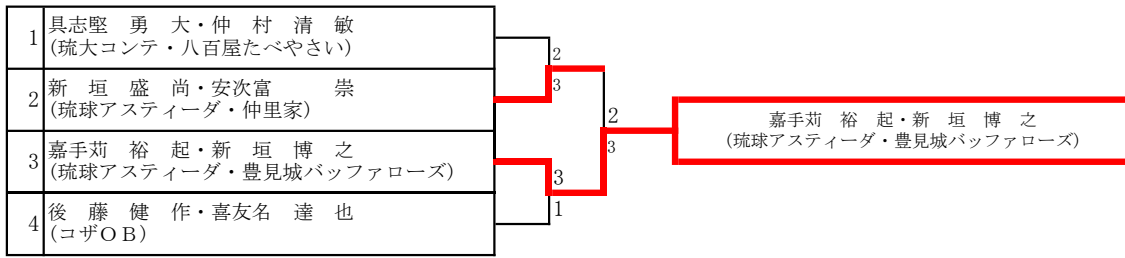 1 具志堅　勇　大・仲　村　清　敏
(琉大コンテ・八百屋たべやさい)
2 新　垣　盛　尚・安次富　　　崇
(琉球アスティーダ・仲里家)
3 嘉手苅　裕　起・新　垣　博　之
(琉球アスティーダ・豊見城バッファローズ)
4 後　藤　健　作・喜友名　達　也
(コザＯＢ)
2
3
3
1
2
3
嘉手苅　裕　起・新　垣　博　之
(琉球アスティーダ・豊見城バッファローズ)